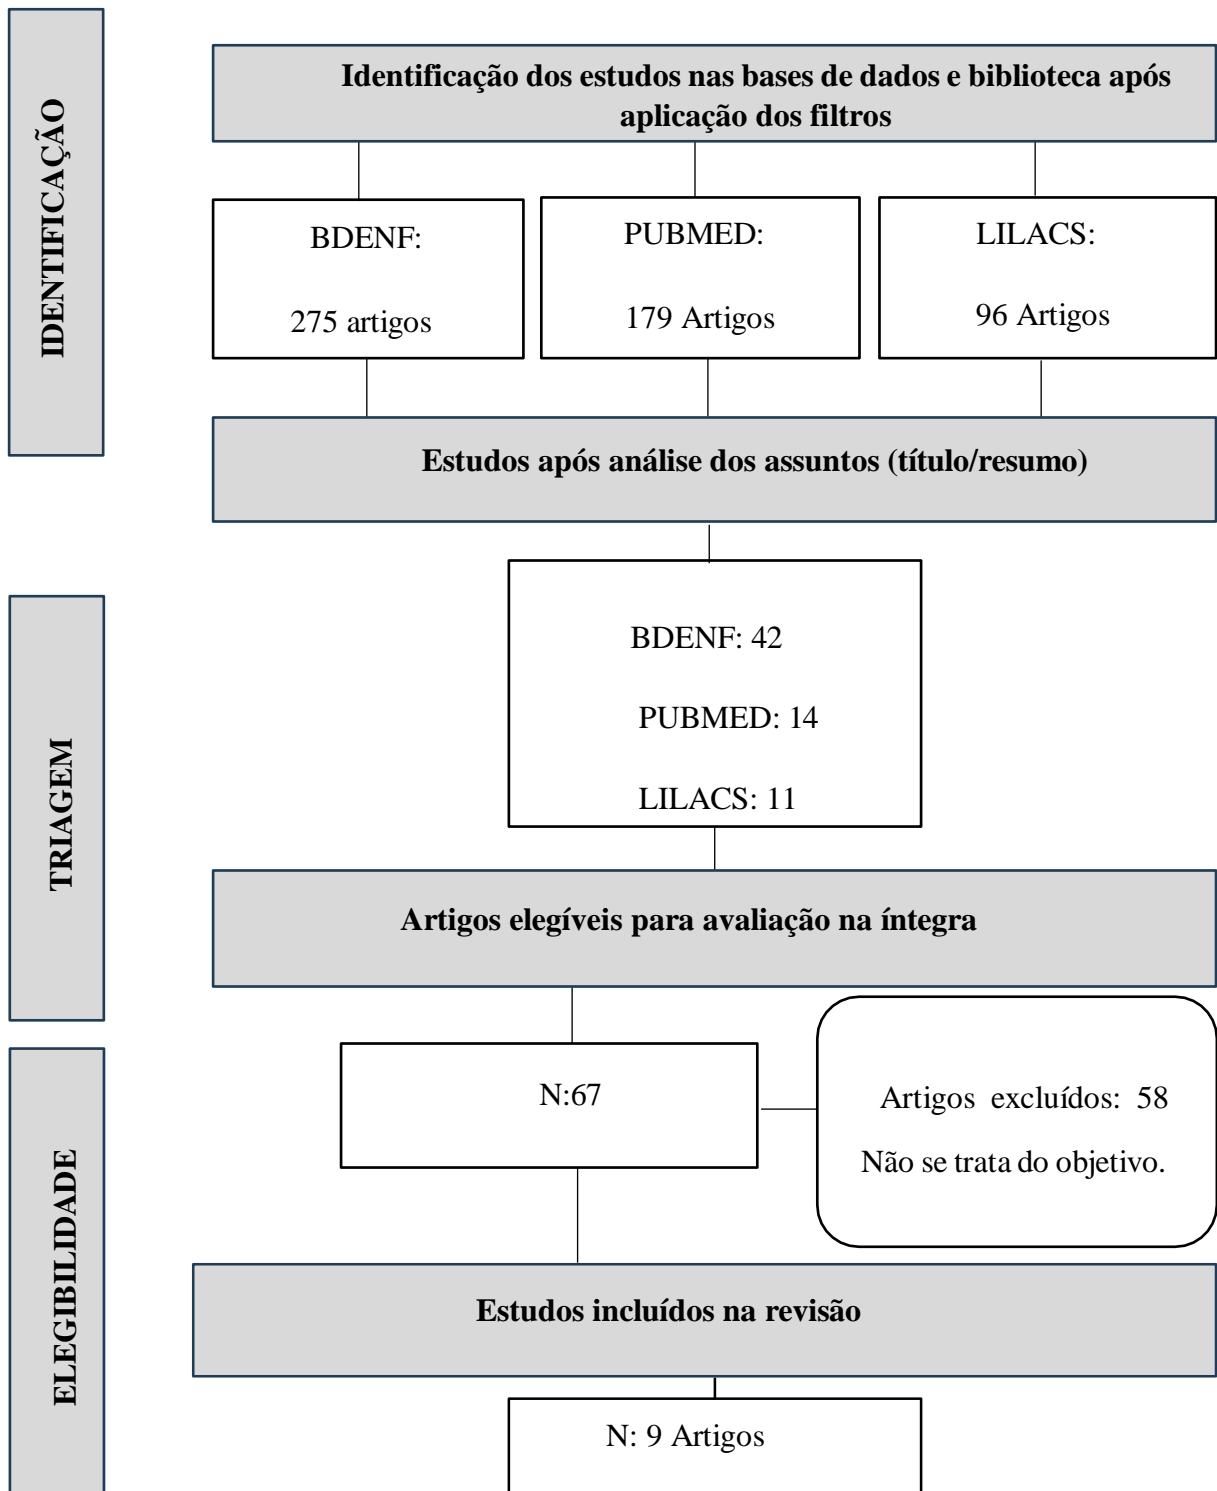 IDENTIFICAÇÃO
Identificação dos estudos nas bases de dados e biblioteca após
aplicação dos filtros
BDENF:
275 artigos
PUBMED:
179 Artigos
LILACS:
96 Artigos
Estudos após análise dos assuntos (título/resumo)
TRIAGEM
BDENF: 42
PUBMED: 14
LILACS: 11
Artigos elegíveis para avaliação na íntegra
ELEGIBILIDADE
N:67
Artigos excluídos: 58
Não se trata do objetivo.
Estudos incluídos na revisão
N: 9 Artigos